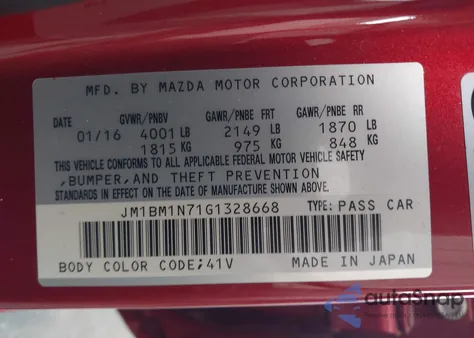 MFD. BY MAZDA MOTOR CORPORATION
DATE GVWR/PNBV GAWR/PNBE FRT GAWR/PNBE RR
01/16 4001 LB 2149 LB 1870 LB
1815 KG 975 KG 848 KG
THIS VEHICLE CONFORMS TO ALL APPLICABLE FEDERAL MOTOR VEHICLE SAFETY
,BUMPER,AND THEFT PREVENTION
STANDARDS IN EFFECT ON THE DATE OF MANUFACTURE SHOWN ABOVE.
JM1BM1N71G1328668 TYPE: PASS CAR
BODY COLOR CODE;41V MADE IN JAPAN
autoSnap